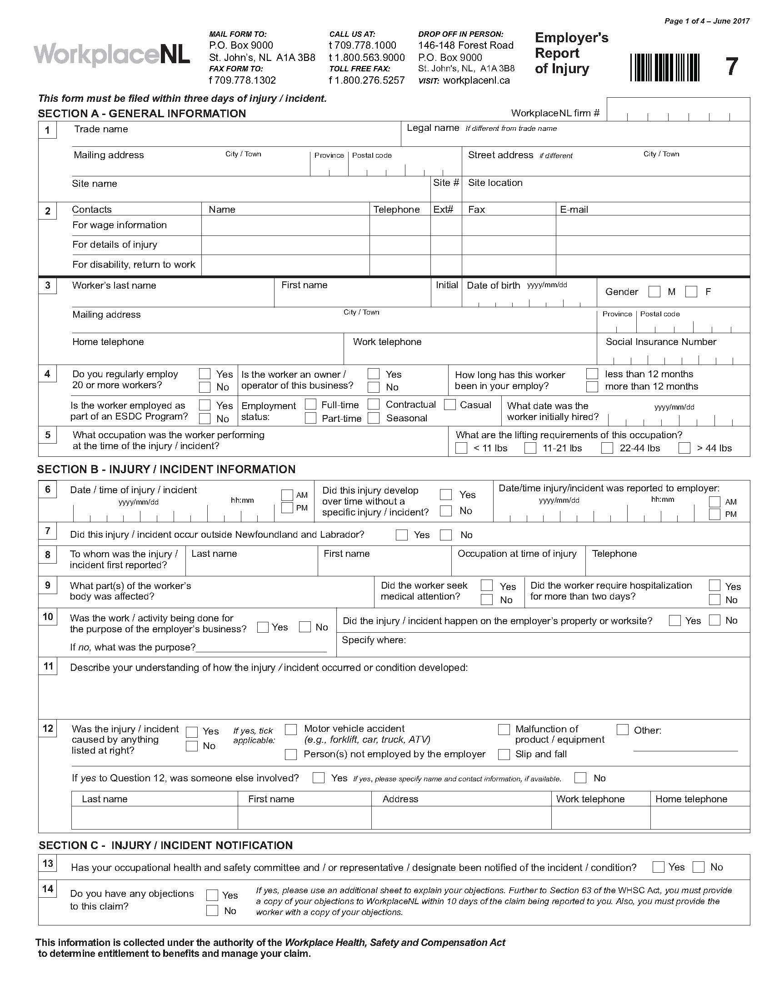 Page 1 of 4 – June 2017
WorkplaceNL
MAIL FORM TO:
P.O. Box 9000
St. John’s, NL A1A 3B8
FAX FORM TO:
f 709.778.1302
CALL US AT:
t 709.778.1000
t 1.800.563.9000
TOLL FREE FAX:
f 1.800.276.5257
DROP OFF IN PERSON:
146-148 Forest Road
P.O. Box 9000
St. John's, NL, A1A 3B8
VISIT: workplacenl.ca
Employer's
Report
of Injury
7
This form must be filed within three days of injury / incident.
SECTION A - GENERAL INFORMATION
WorkplaceNL firm #
1
Trade name
Legal name If different from trade name
Mailing address City / Town Province Postal code
Street address if different City / Town
Site name
Site #
Site location
2
Contacts Name Telephone Ext# Fax E-mail
For wage information
For details of injury
For disability, return to work
3
Worker’s last name First name Initial Date of birth yyyy/mm/dd
Gender M F
Mailing address City / Town Province Postal code
Home telephone Work telephone Social Insurance Number
4
Do you regularly employ
20 or more workers?
Yes
No
Is the worker an owner /
operator of this business?
Yes
No
How long has this worker
been in your employ?
less than 12 months
more than 12 months
Is the worker employed as
part of an ESDC Program?
Yes
No
Employment
status:
Full-time
Part-time
Contractual
Seasonal
Casual
What date was the
worker initially hired?
yyyy/mm/dd
5
What occupation was the worker performing
at the time of the injury / incident?
What are the lifting requirements of this occupation?
< 11 lbs 11-21 lbs 22-44 lbs > 44 lbs
SECTION B - INJURY / INCIDENT INFORMATION
6
Date / time of injury / incident
yyyy/mm/dd hh:mm
AM
PM
Did this injury develop
over time without a
specific injury / incident?
Yes
No
Date/time injury/incident was reported to employer:
yyyy/mm/dd hh:mm
AM
PM
7
Did this injury / incident occur outside Newfoundland and Labrador? Yes No
8
To whom was the injury /
incident first reported?
Last name
First name
Occupation at time of injury
Telephone
9
What part(s) of the worker’s
body was affected?
Did the worker seek
medical attention?
Yes
No
Did the worker require hospitalization
for more than two days?
Yes
No
10
Was the work / activity being done for
the purpose of the employer’s business? Yes No
If no, what was the purpose?
Did the injury / incident happen on the employer’s property or worksite? Yes No
Specify where:
11
Describe your understanding of how the injury / incident occurred or condition developed:
12
Was the injury / incident
caused by anything
listed at right?
Yes
No
If yes, tick
applicable:
Motor vehicle accident
(e.g., forklift, car, truck, ATV)
Person(s) not employed by the employer
Malfunction of
product / equipment
Slip and fall
Other:
If yes to Question 12, was someone else involved? Yes If yes, please specify name and contact information, if available. No
Last name First name Address Work telephone Home telephone
SECTION C - INJURY / INCIDENT NOTIFICATION
13
Has your occupational health and safety committee and / or representative / designate been notified of the incident / condition? Yes No
14
Do you have any objections
to this claim?
Yes
No
If yes, please use an additional sheet to explain your objections. Further to Section 63 of the WHSC Act, you must provide
a copy of your objections to WorkplaceNL within 10 days of the claim being reported to you. Also, you must provide the
worker with a copy of your objections.
This information is collected under the authority of the Workplace Health, Safety and Compensation Act
to determine entitlement to benefits and manage your claim.